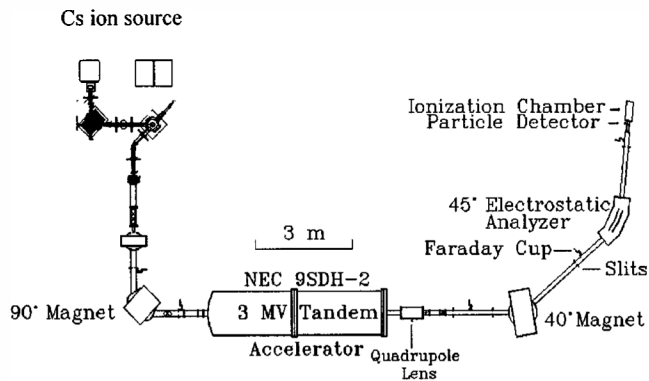 Cs ion source
Ionization Chamber
Particle Detector
45° Electrostatic
Analyzer
3 m
Faraday Cup
Slits
NEC 9SDH-2
90° Magnet
3 MV Tandem
40° Magnet
Accelerator
Quadrupole
Lens